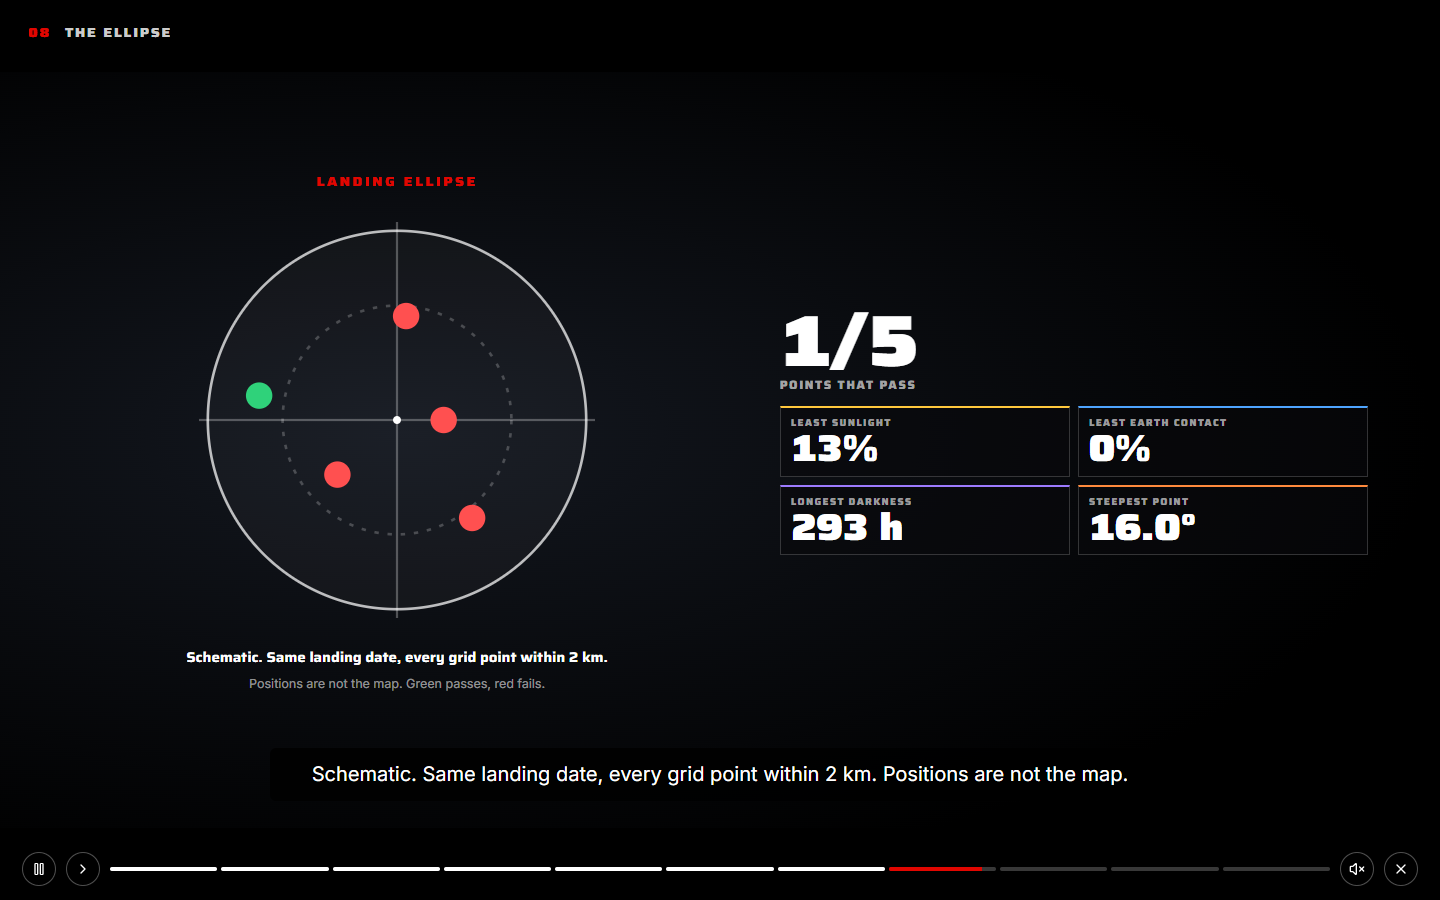 08 THE ELLIPSE
LANDING ELLIPSE
Schematic. Same landing date, every grid point within 2 km.
Positions are not the map. Green passes, red fails.
1/5
POINTS THAT PASS
LEAST SUNLIGHT
13%
LEAST EARTH CONTACT
0%
LONGEST DARKNESS
293 h
STEEPEST POINT
16.0°
Schematic. Same landing date, every grid point within 2 km. Positions are not the map.